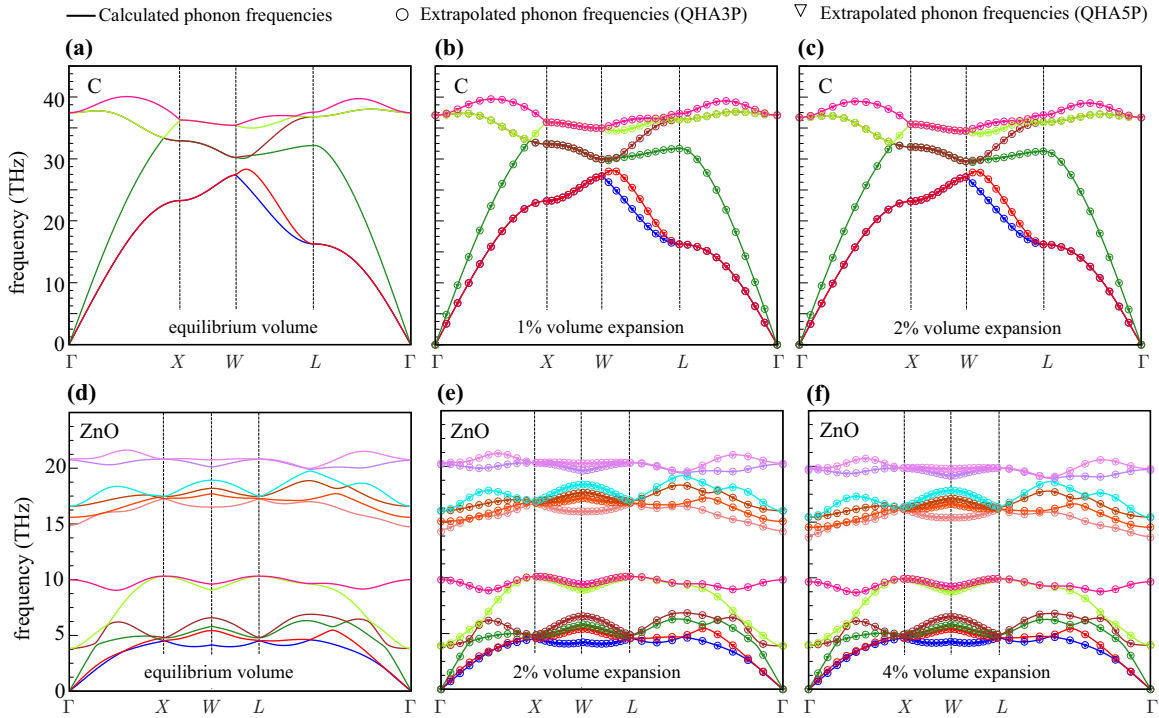 Calculated phonon frequencies
Extrapolated phonon frequencies (QHA3P)
Extrapolated phonon frequencies (QHA5P)
(a)
(b)
(c)
C
C
C
40
30
20
10
0
frequency (THz)
equilibrium volume
1% volume expansion
2% volume expansion
Γ X W L Γ
Γ X W L Γ
Γ X W L Γ
(d)
(e)
(f)
ZnO
ZnO
ZnO
20
15
10
5
0
frequency (THz)
equilibrium volume
2% volume expansion
4% volume expansion
Γ X W L Γ
Γ X W L Γ
Γ X W L Γ